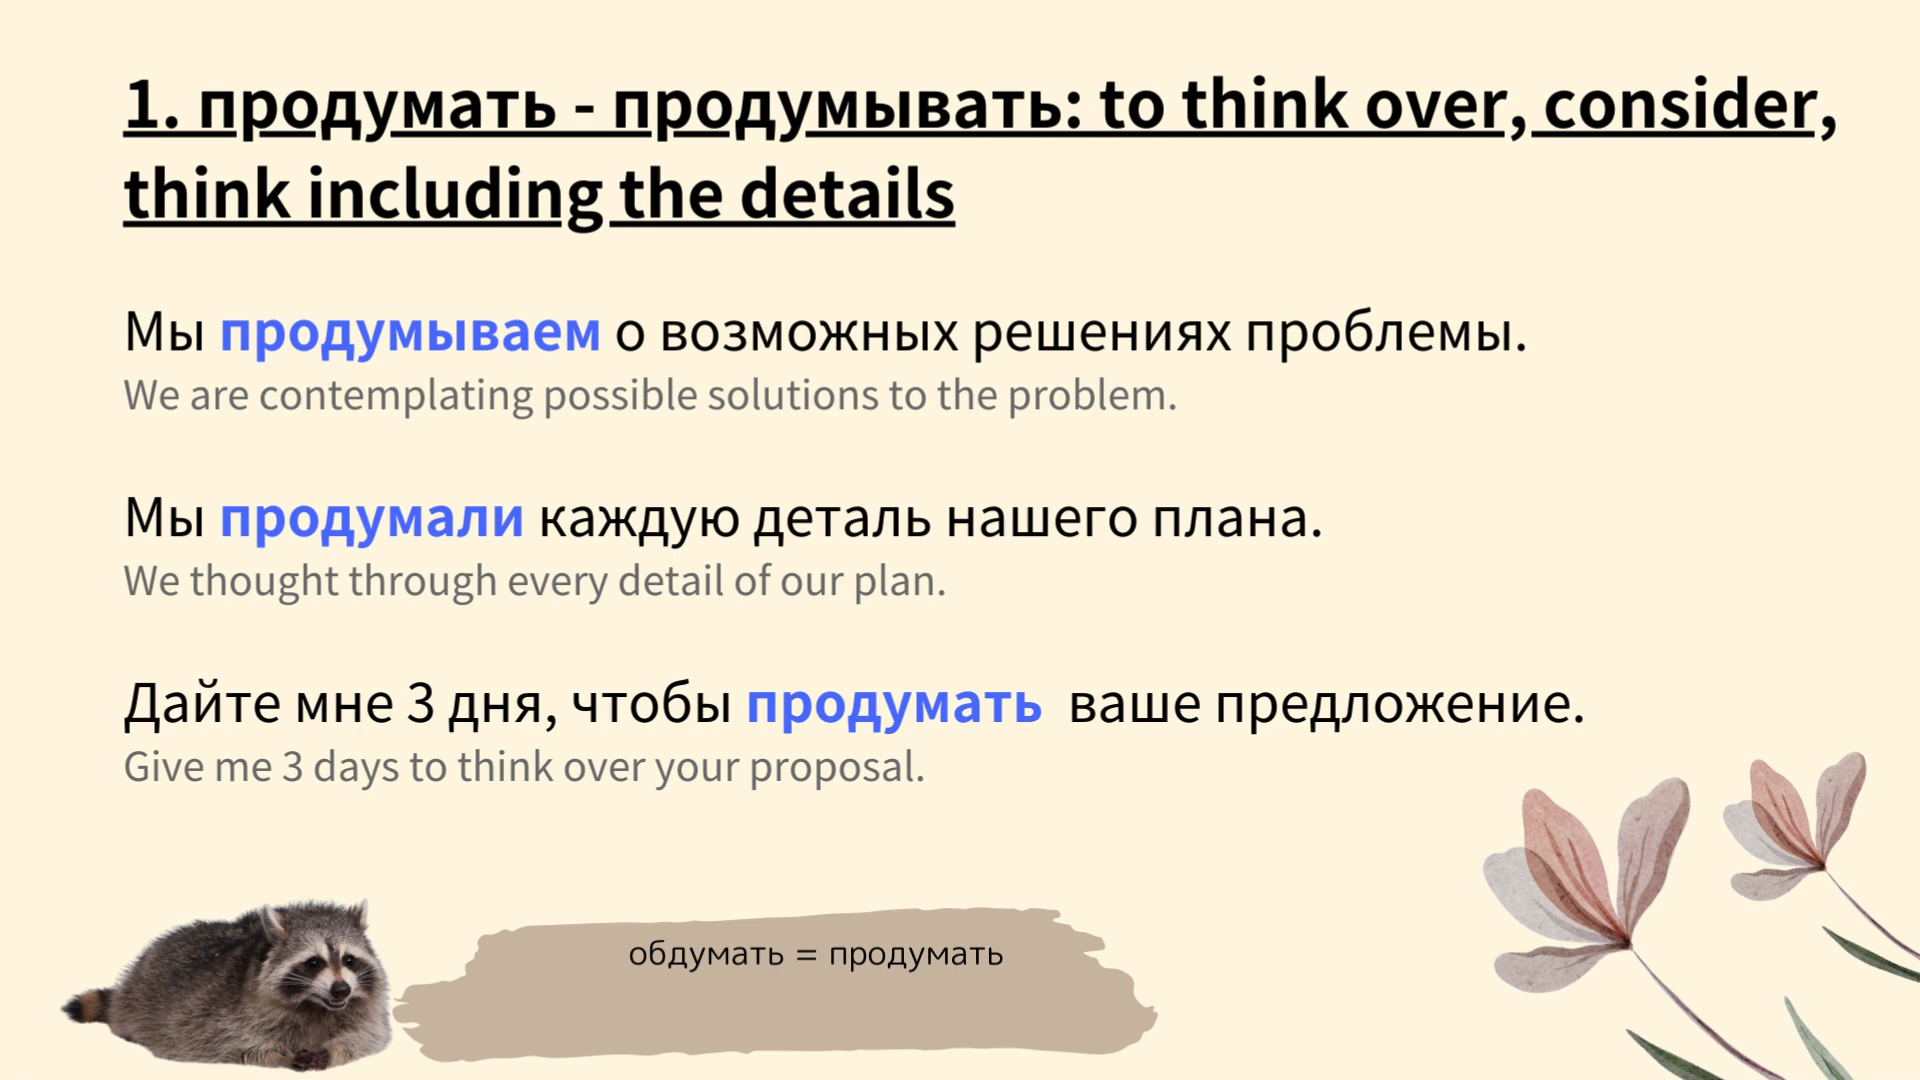 1. продумать - продумывать: to think over, consider,
think including the details
Мы продумываем о возможных решениях проблемы.
We are contemplating possible solutions to the problem.
Мы продумали каждую деталь нашего плана.
We thought through every detail of our plan.
Дайте мне 3 дня, чтобы продумать ваше предложение.
Give me 3 days to think over your proposal.
обдумать = продумать